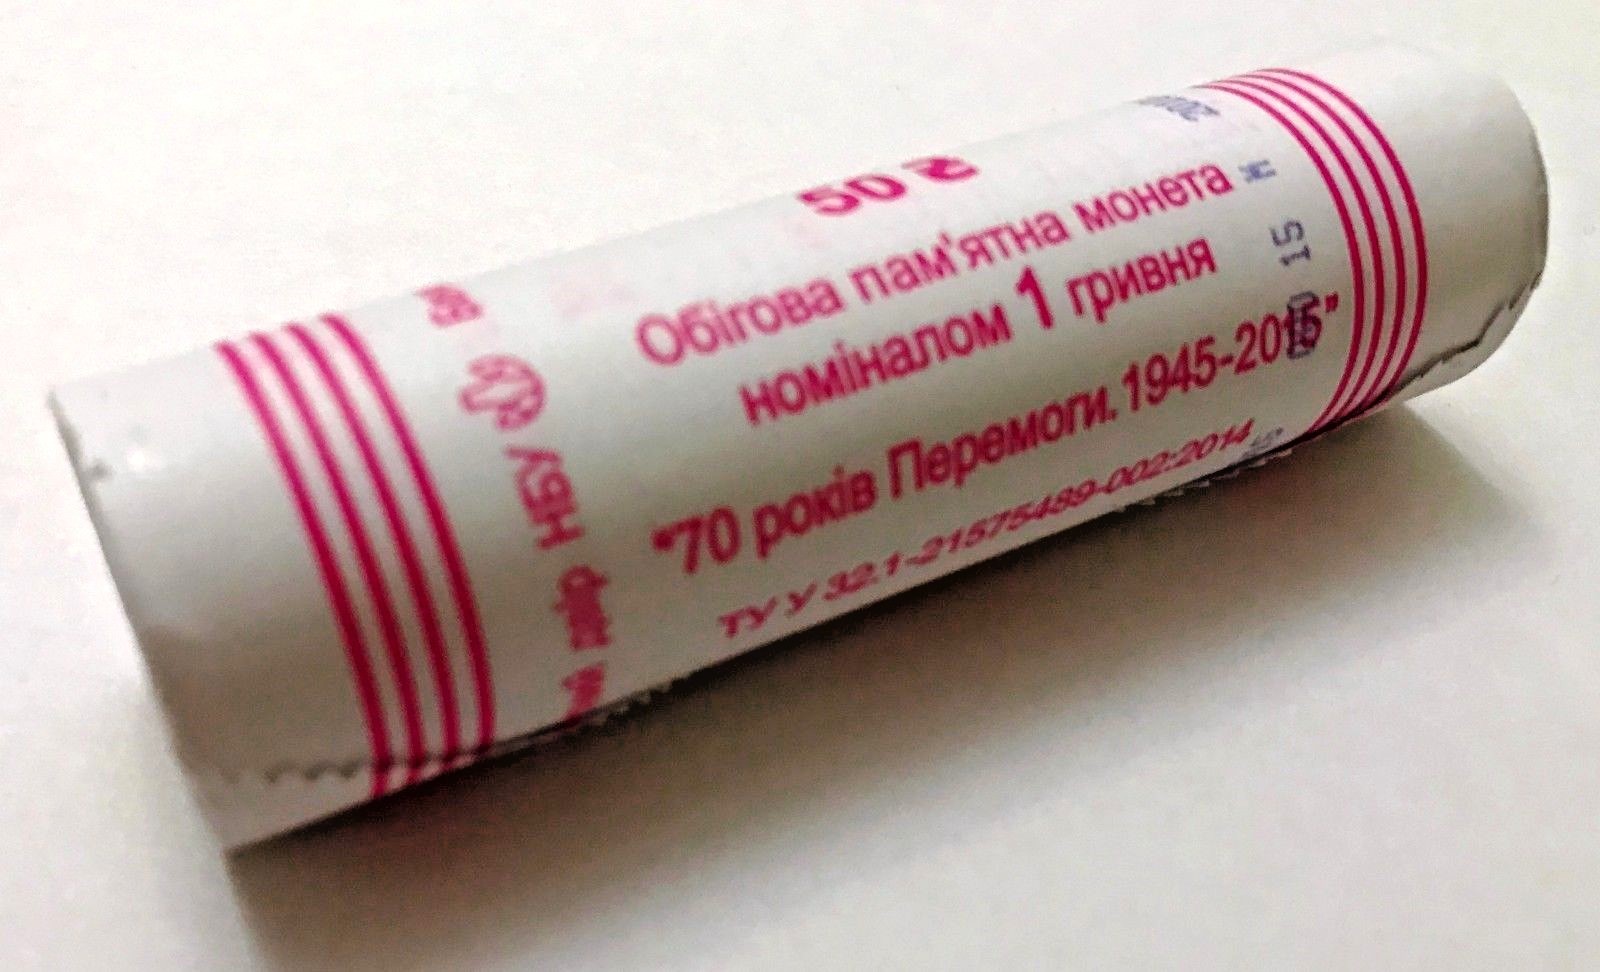 50 ₴
Обігова пам'ятна монета
номіналом 1 гривня
"70 років Перемоги. 1945-2015"
ТУ У 32.1-21575489-002:2014
НБУ
15